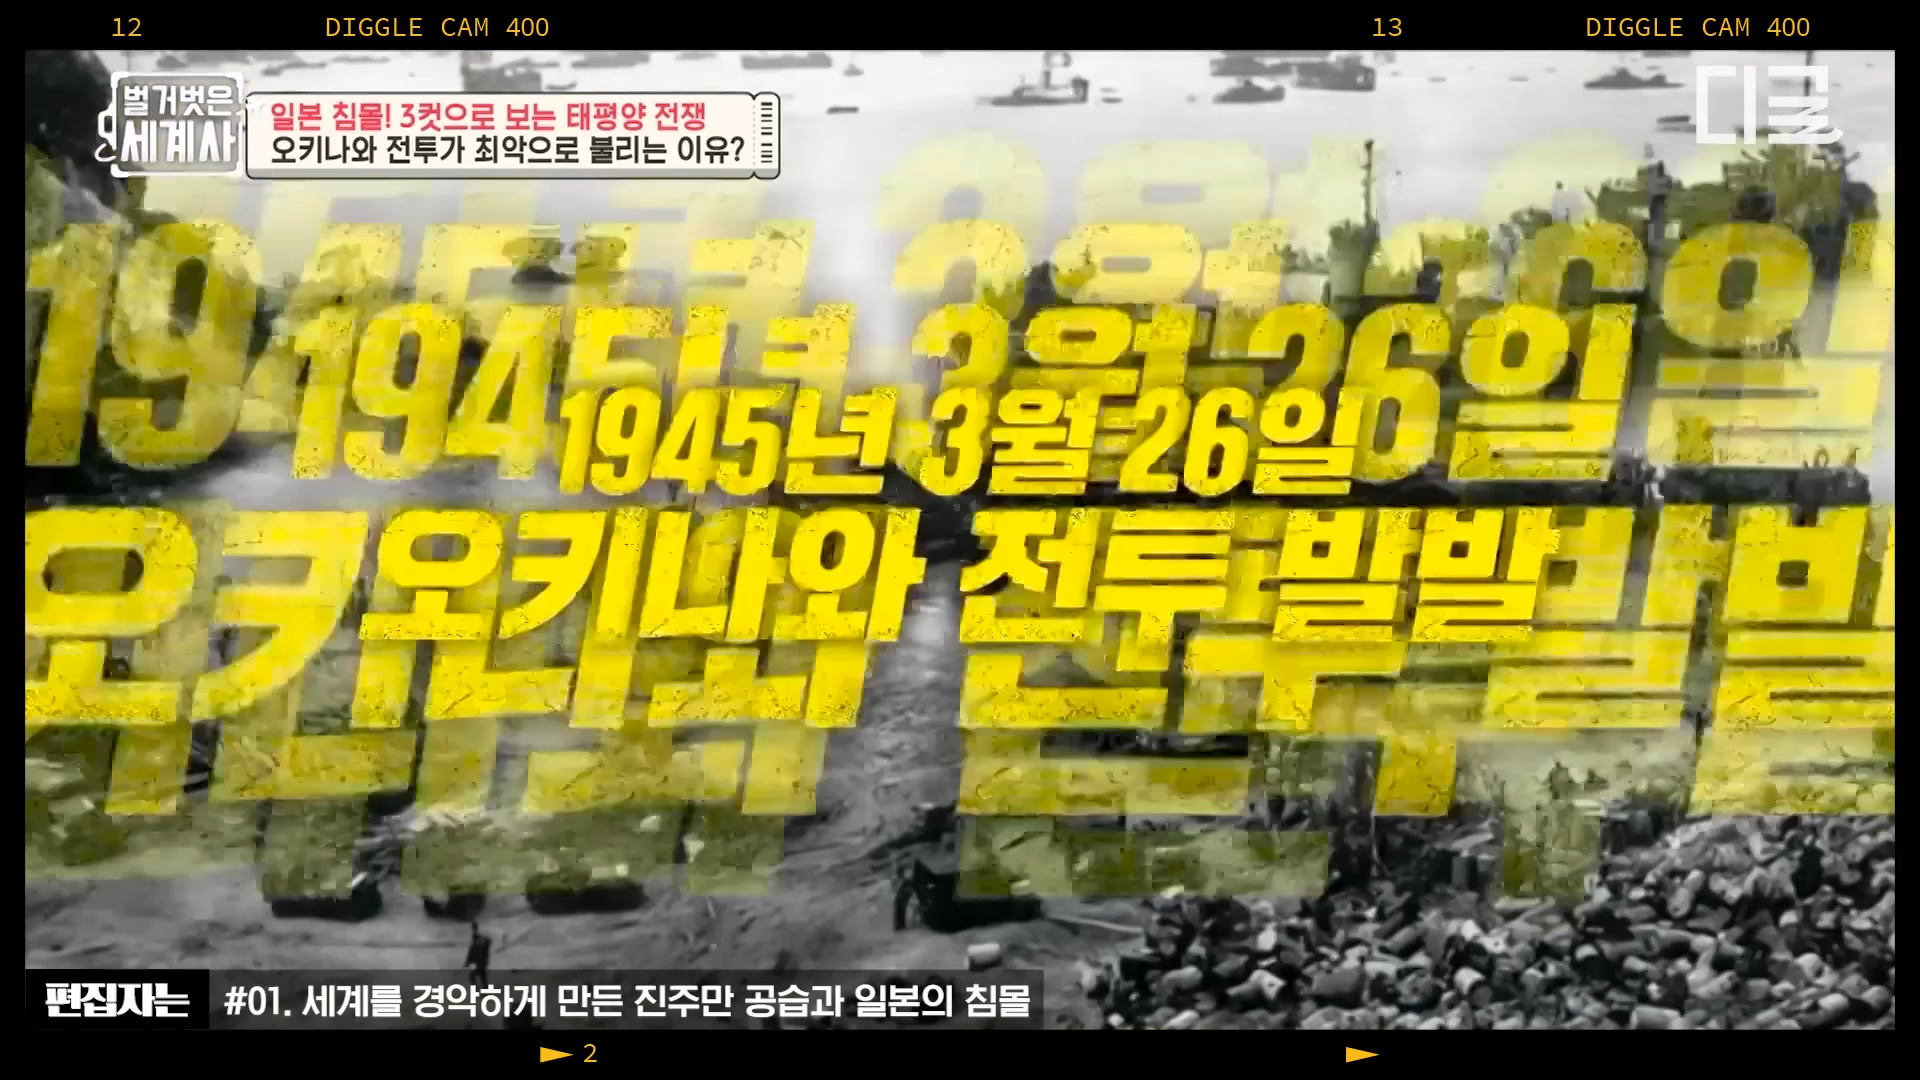 12 DIGGLE CAM 400 13 DIGGLE CAM 400
벌거벗은
세계사
일본 침몰! 3컷으로 보는 태평양 전쟁
오키나와 전투가 최악으로 불리는 이유?
디글
1945년 3월 26일
오키나와 전투 발발
편집자는
#01. 세계를 경악하게 만든 진주만 공습과 일본의 침몰
2